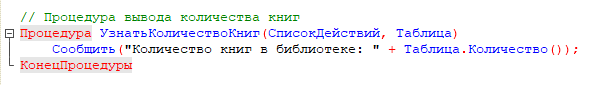 // Процедура вывода количества книг
Процедура УзнатьКоличествоКниг(СписокДействий, Таблица)
Сообщить("Количество книг в библиотеке: " + Таблица.Количество());
КонецПроцедуры